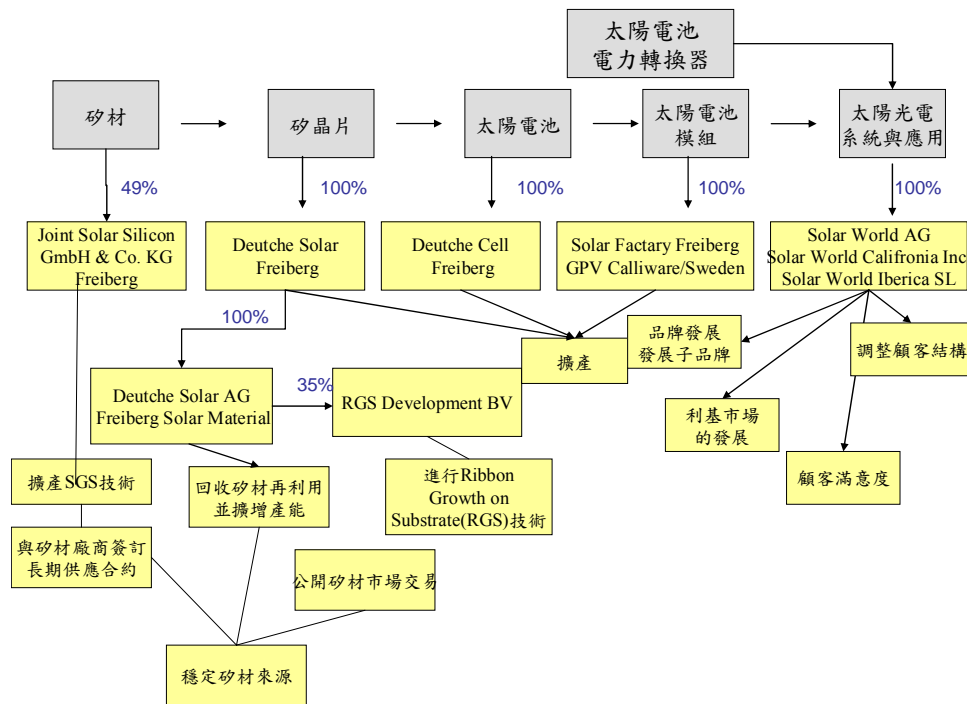 太陽電池
電力轉換器
矽材
矽晶片
太陽電池
太陽電池
模組
太陽光電
系統與應用
49%
100%
100%
100%
100%
Joint Solar Silicon
GmbH & Co. KG
Freiberg
Deutche Solar
Freiberg
Deutche Cell
Freiberg
Solar Factary Freiberg
GPV Calliware/Sweden
Solar World AG
Solar World Califronia Inc
Solar World Iberica SL
100%
擴產
品牌發展
發展子品牌
調整顧客結構
Deutche Solar AG
Freiberg Solar Material
35%
RGS Development BV
利基市場
的發展
擴產SGS技術
回收矽材再利用
並擴增產能
進行Ribbon
Growth on
Substrate(RGS)技術
顧客滿意度
與矽材廠商簽訂
長期供應合約
公開矽材市場交易
穩定矽材來源